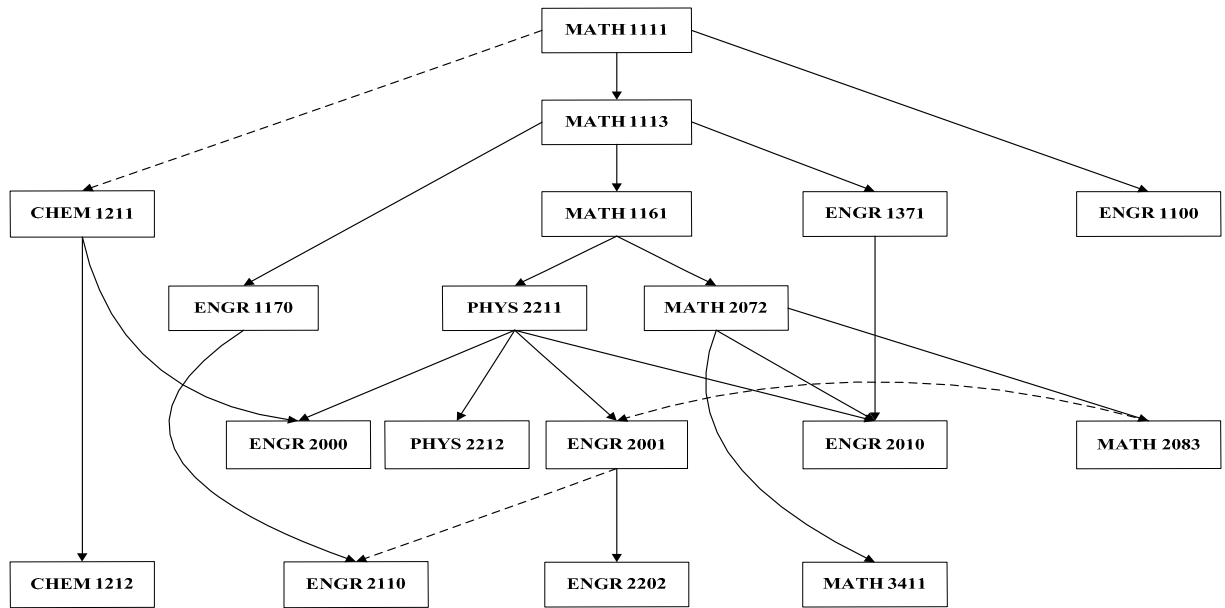 MATH 1111
MATH 1113
CHEM 1211
MATH 1161
ENGR 1371
ENGR 1100
ENGR 1170
PHYS 2211
MATH 2072
ENGR 2000
PHYS 2212
ENGR 2001
ENGR 2010
MATH 2083
CHEM 1212
ENGR 2110
ENGR 2202
MATH 3411